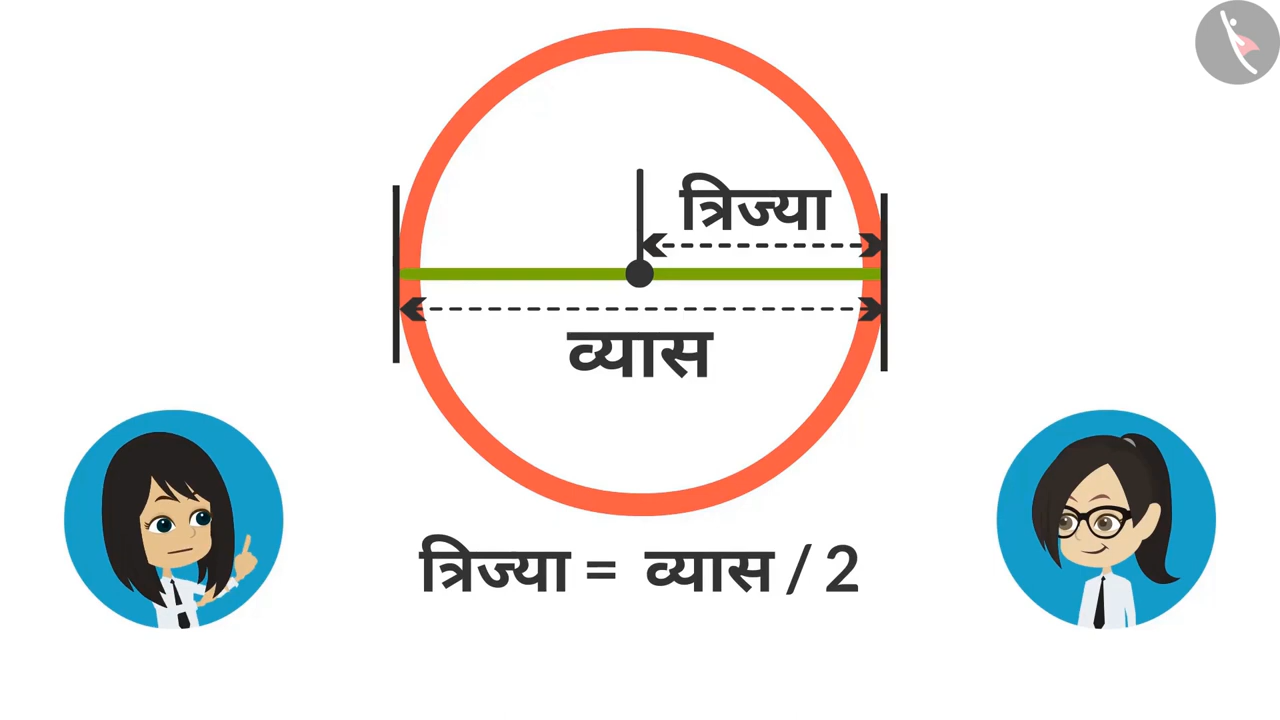 त्रिज्या
व्यास
त्रिज्या = व्यास / 2